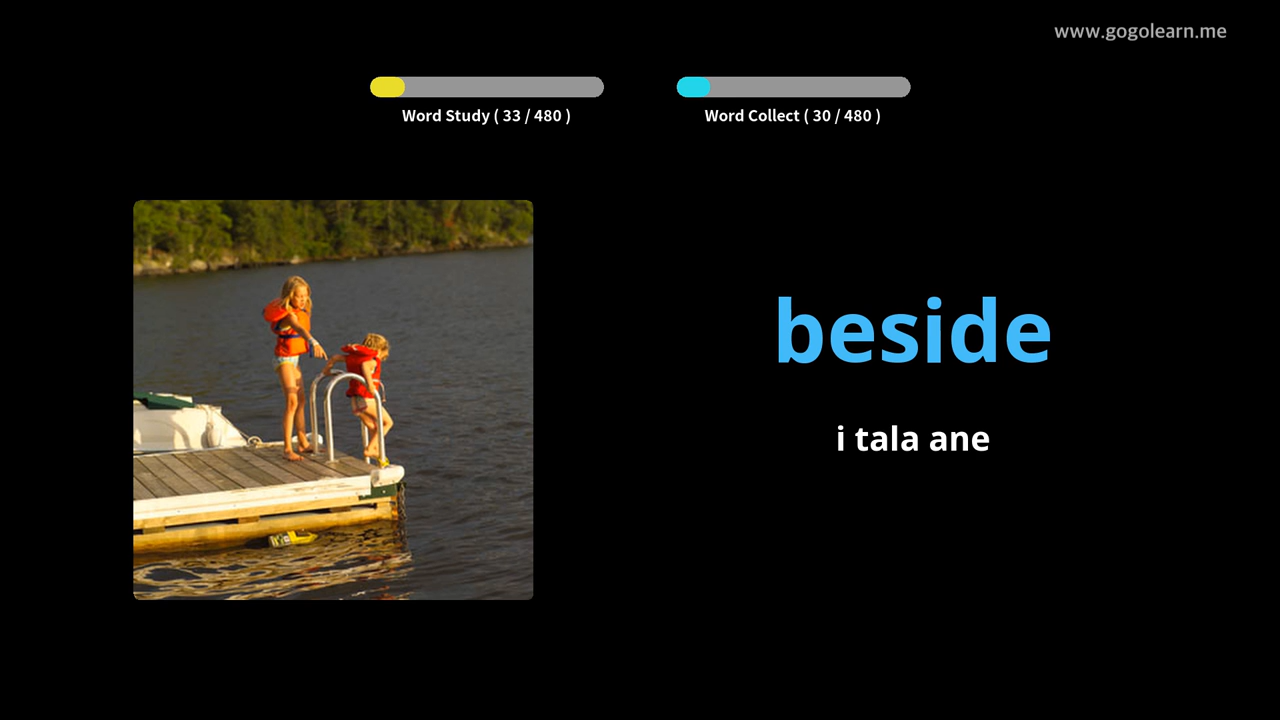 www.gogolearn.me
Word Study ( 33 / 480 )
Word Collect ( 30 / 480 )
beside
i tala ane